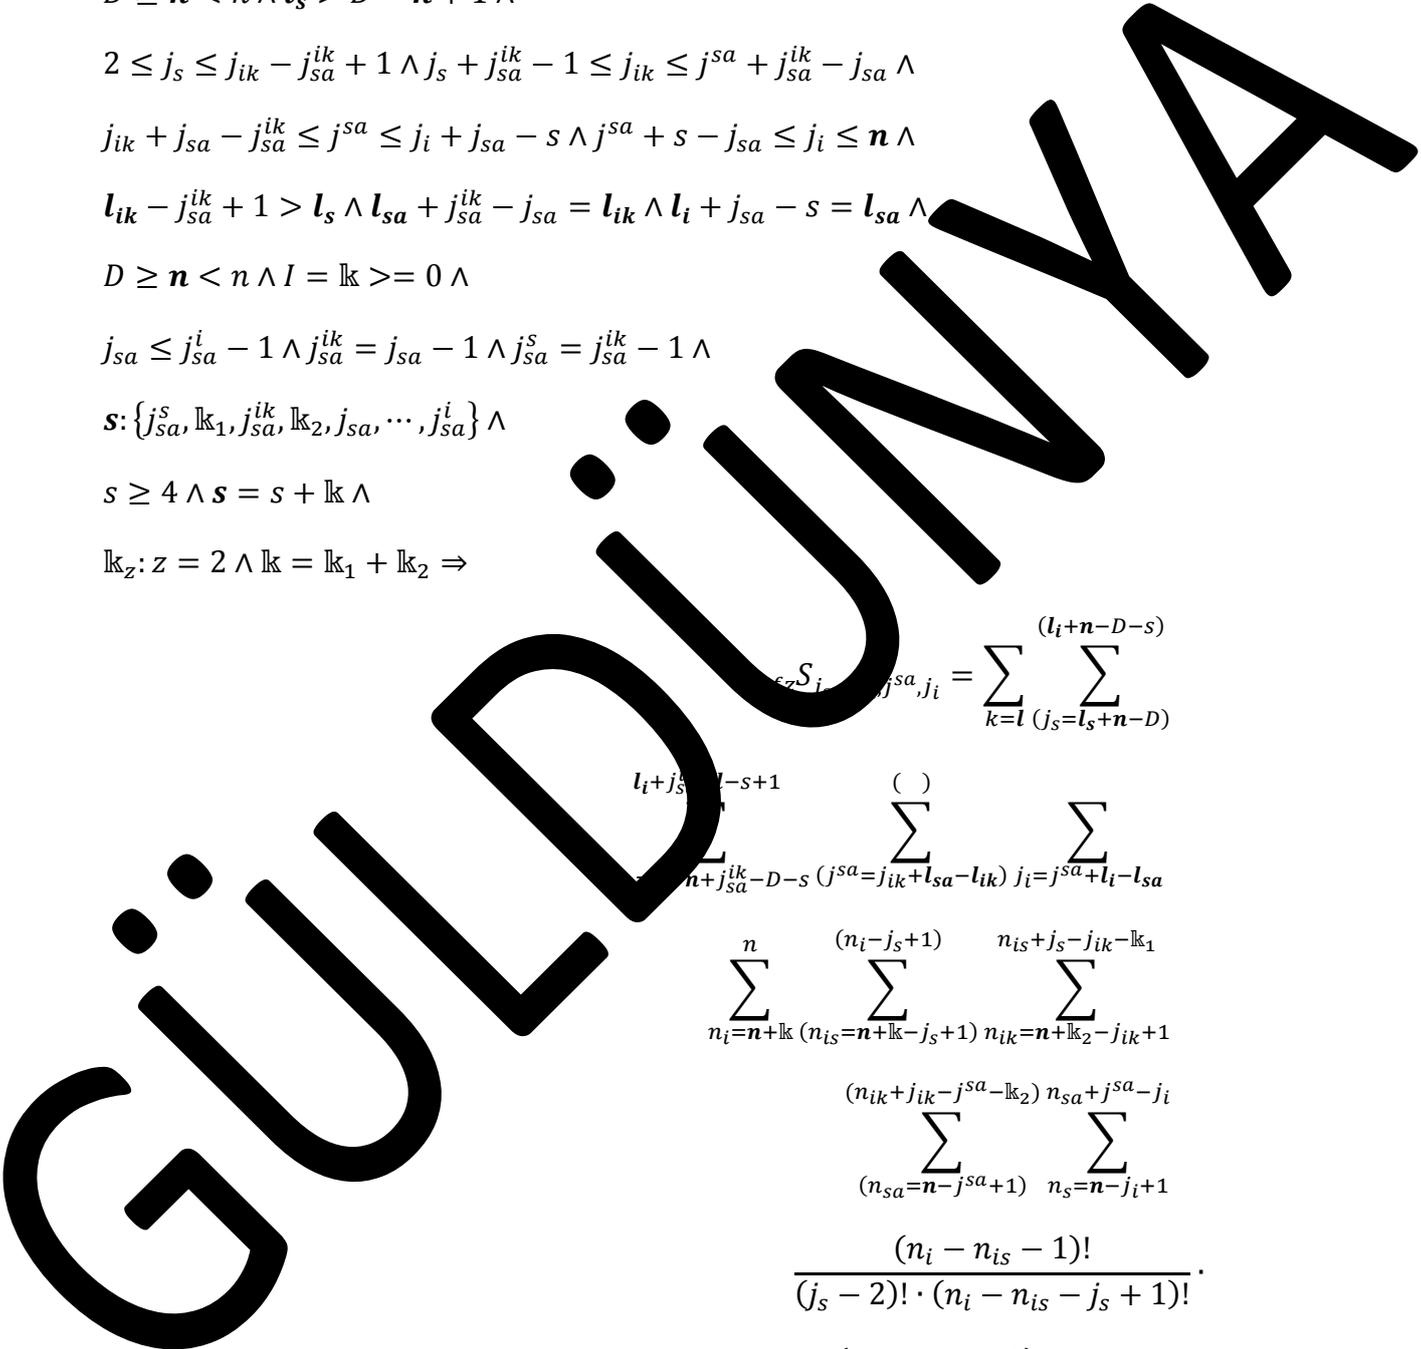 2 ≤ j_s ≤ j_ik − j_sa^ik + 1 ∧ j_s + j_sa^ik − 1 ≤ j_ik ≤ j^sa + j_sa^ik − j_sa ∧
j_ik + j_sa − j_sa^ik ≤ j^sa ≤ j_i + j_sa − s ∧ j^sa + s − j_sa ≤ j_i ≤ n ∧
l_ik − j_sa^ik + 1 > l_s ∧ l_sa + j_sa^ik − j_sa = l_ik ∧ l_i + j_sa − s = l_sa ∧
D ≥ n < n ∧ I = 𝕜 >= 0 ∧
j_sa ≤ j_sa^i − 1 ∧ j_sa^ik = j_sa − 1 ∧ j_sa^s = j_sa^ik − 1 ∧
s: {j_sa^s, 𝕜_1, j_sa^ik, 𝕜_2, j_sa, ⋯, j_sa^i} ∧
s ≥ 4 ∧ s = s + 𝕜 ∧
𝕜_z: z = 2 ∧ 𝕜 = 𝕜_1 + 𝕜_2 ⇒
(l_i+n−D−s)
S j^sa,j_i = ∑ ∑
k=l (j_s=l_s+n−D)
−s+1 ( )
∑ ∑ ∑
n+j_sa^ik−D−s (j^sa=j_ik+l_sa−l_ik) j_i=j^sa+l_i−l_sa
n (n_i−j_s+1) n_is+j_s−j_ik−𝕜_1
∑ ∑ ∑
n_i=n+𝕜 (n_is=n+𝕜−j_s+1) n_ik=n+𝕜_2−j_ik+1
(n_ik+j_ik−j^sa−𝕜_2) n_sa+j^sa−j_i
∑ ∑
(n_sa=n−j^sa+1) n_s=n−j_i+1
(n_i − n_is − 1)!
(j_s − 2)! · (n_i − n_is − j_s + 1)! ·
GÜLDÜNYA